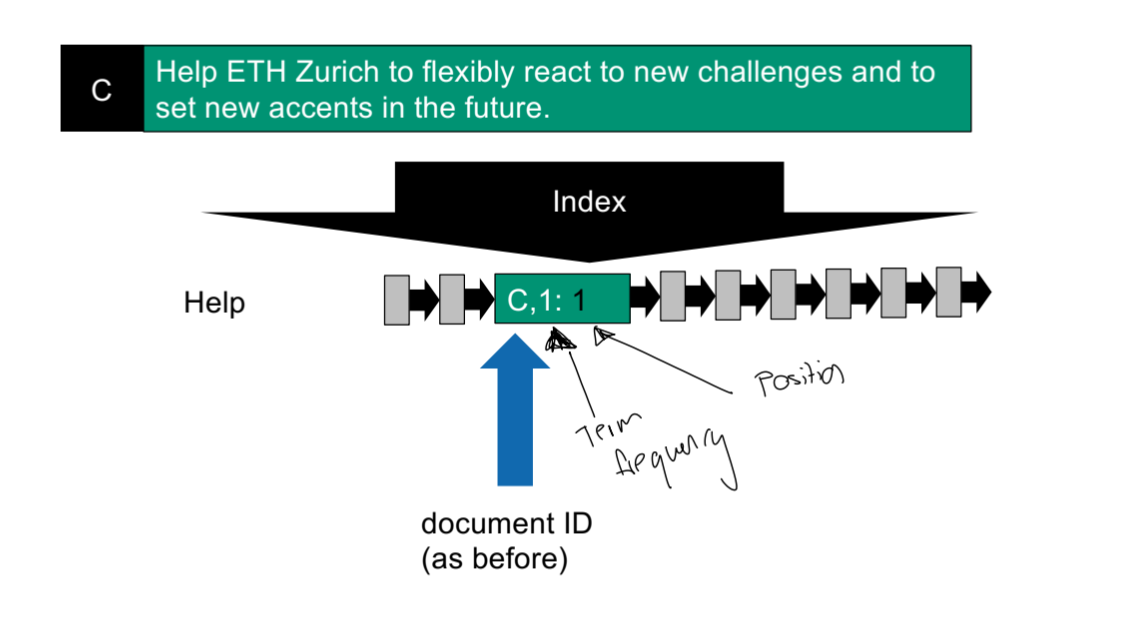 C
Help ETH Zurich to flexibly react to new challenges and to
set new accents in the future.
Index
Help
C,1: 1
Position
Term
frequency
document ID
(as before)